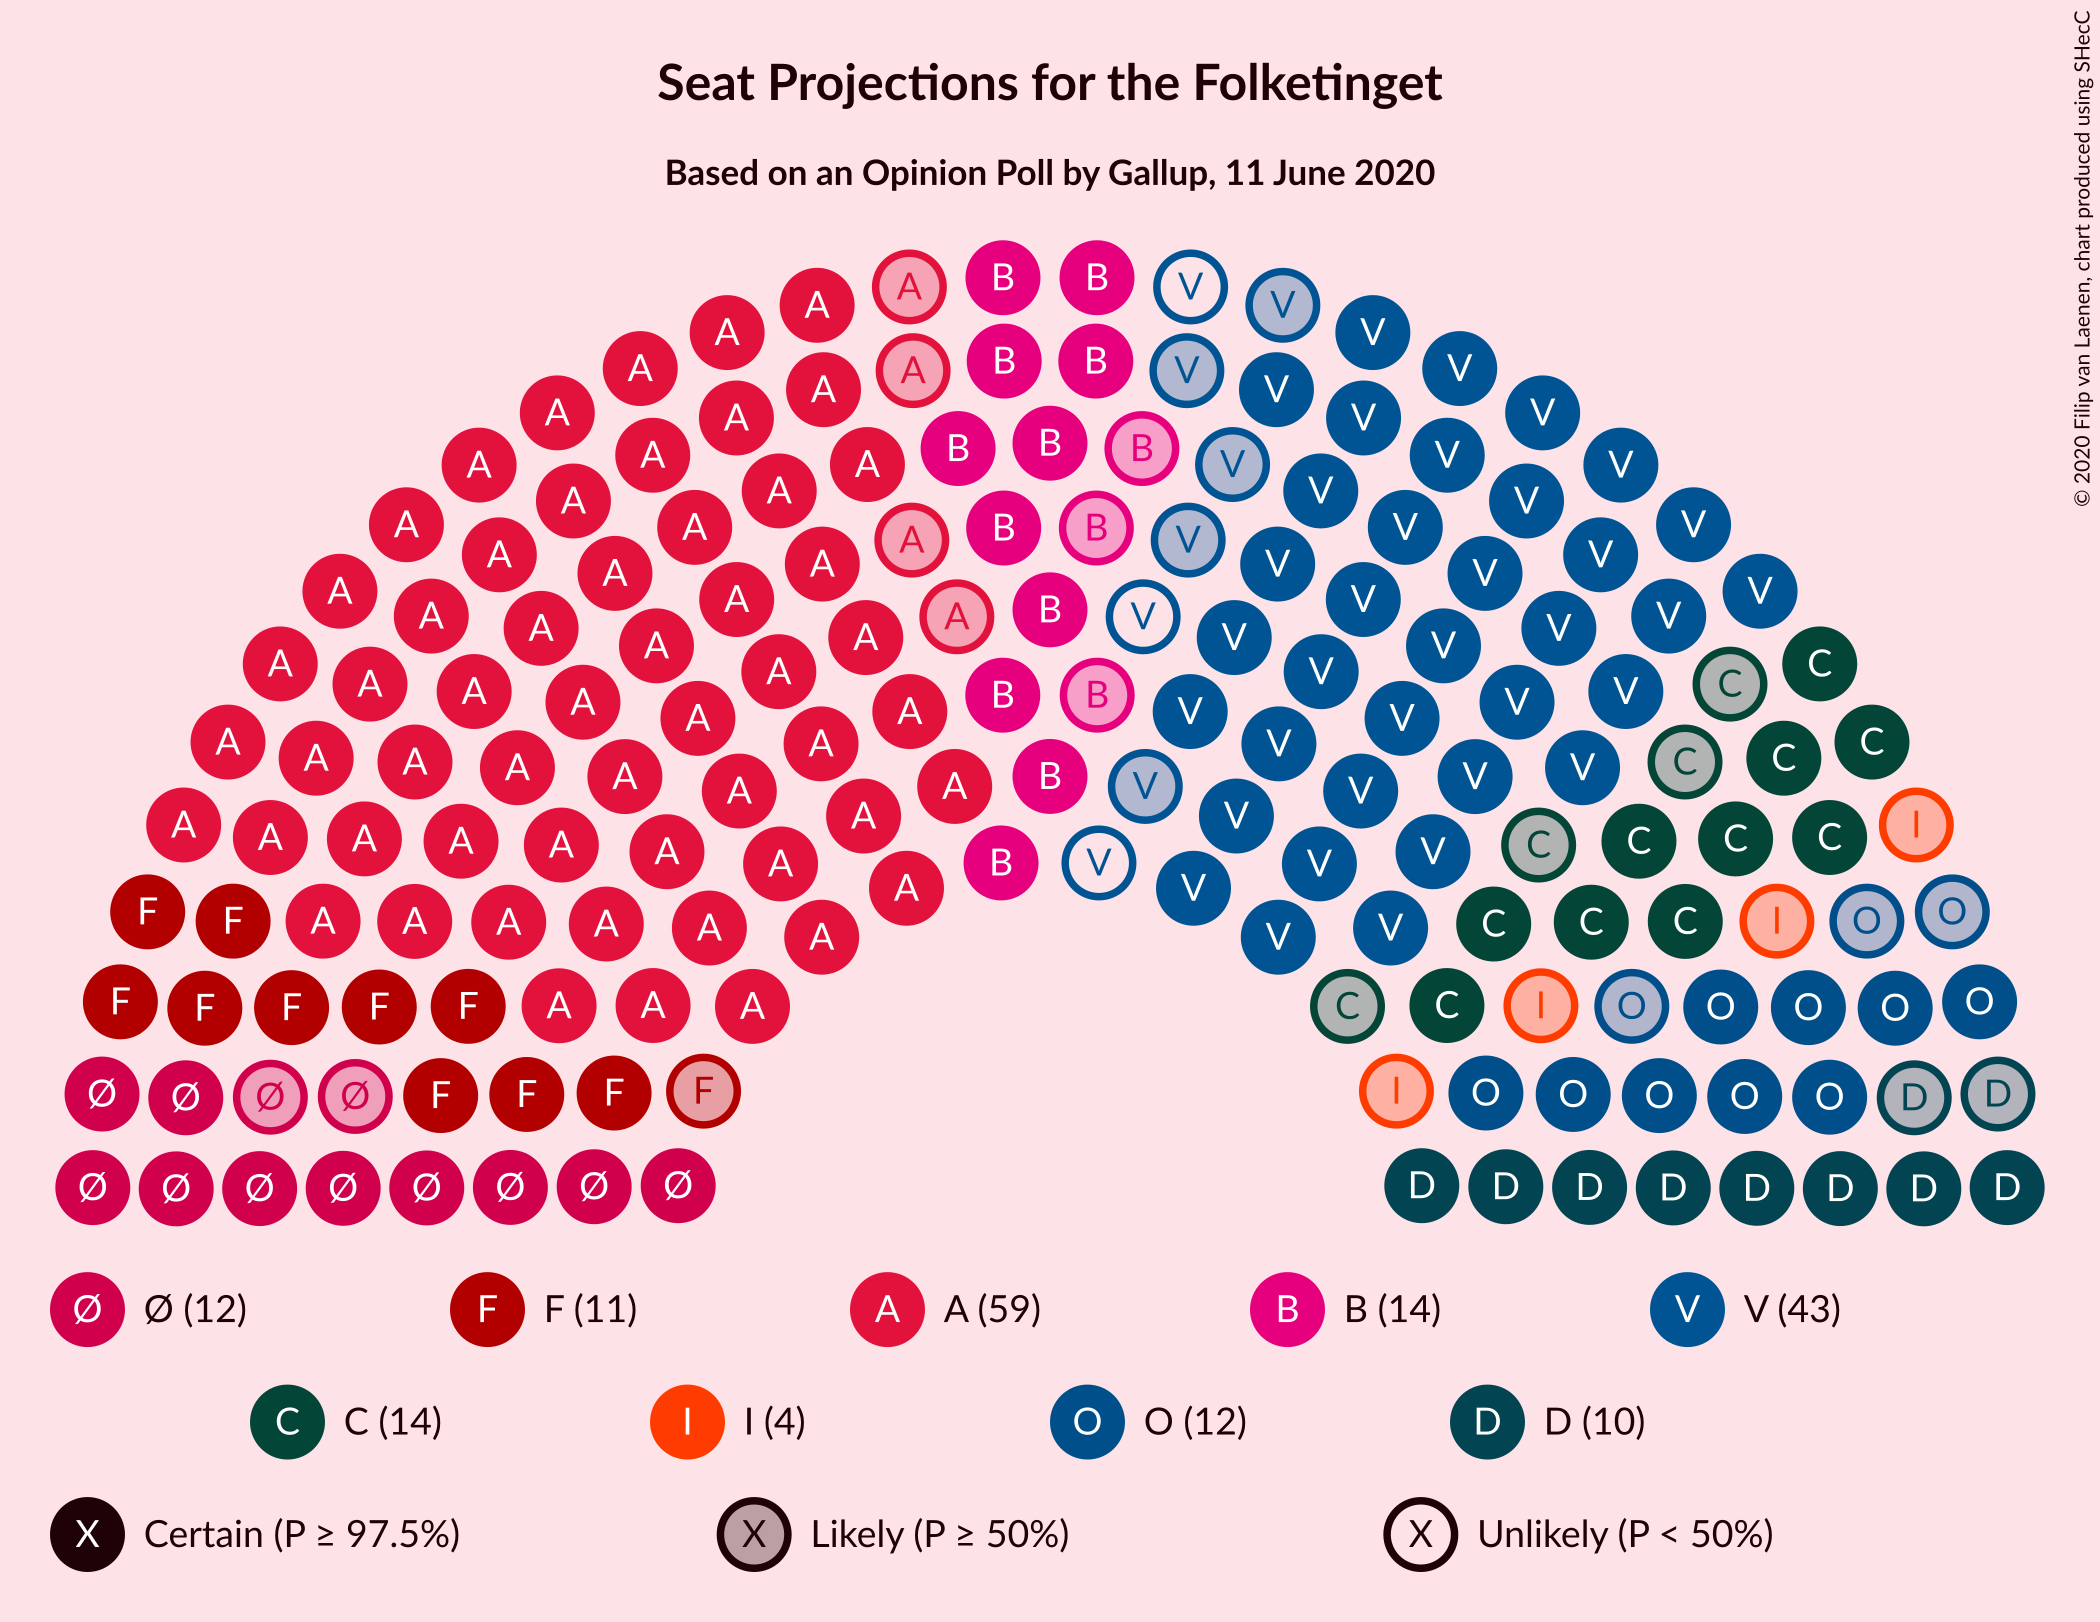 Seat Projections for the Folketinget
Based on an Opinion Poll by Gallup, 11 June 2020
© 2020 Filip van Laenen, chart produced using SHecC
A B B V V
A A V V
A B B V V
A A V V
A A B B B V V V
A A V V
A A A V V V
A A B B V V
A A A V V V
A A A V V V
A A B V V V
A A A V V V
A A A V V C C
A A A B B V V V
A A A V V V
A A A A V V V C C C
A A A A B V V V V
A A A A A A V V V C C C C I
A A B V V V
F F A A A A A A V V C C C I O O
F F F F F A A A C C I O O O O O
Ø Ø Ø Ø F F F F I O O O O O D D
Ø Ø Ø Ø Ø Ø Ø Ø D D D D D D D D
Ø Ø (12) F F (11) A A (59) B B (14) V V (43)
C C (14) I I (4) O O (12) D D (10)
X Certain (P ≥ 97.5%) X Likely (P ≥ 50%) X Unlikely (P < 50%)